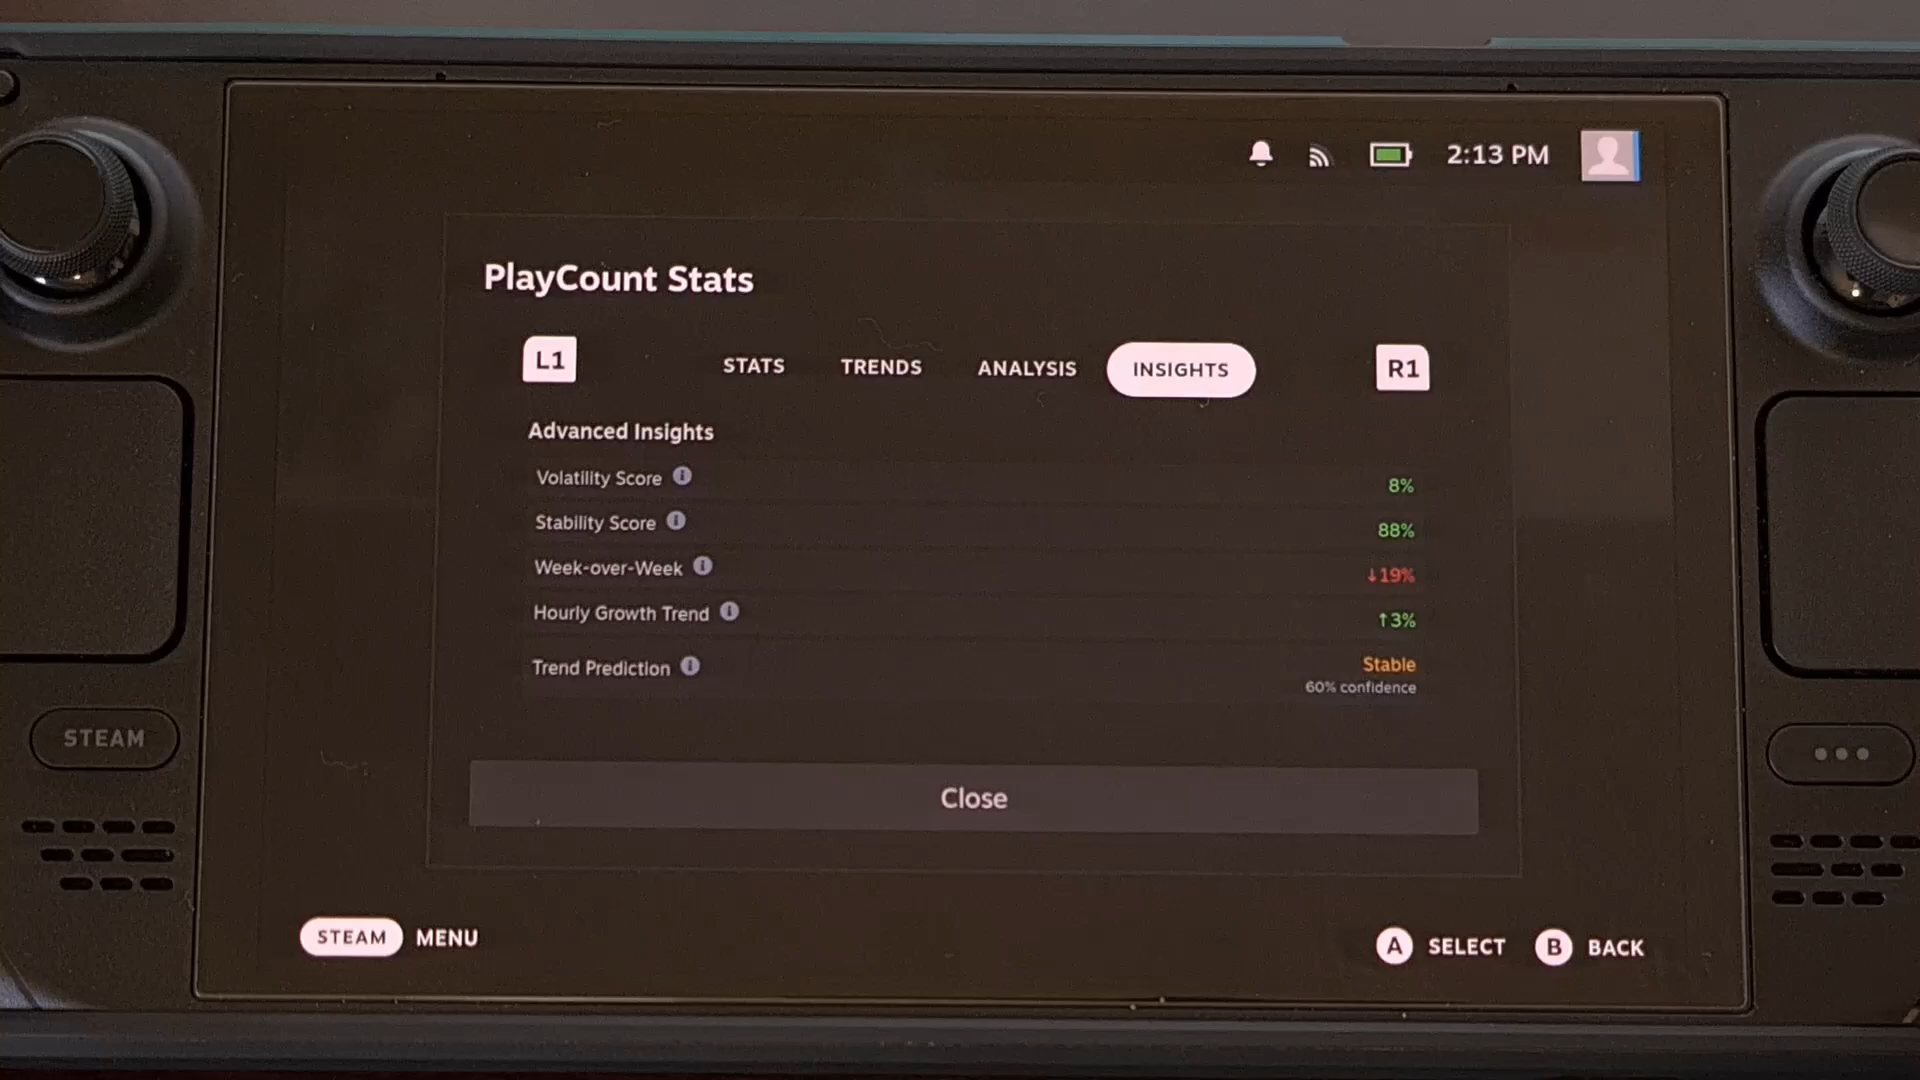 2:13 PM
PlayCount Stats
L1 STATS TRENDS ANALYSIS INSIGHTS R1
Advanced Insights
Volatility Score 8%
Stability Score 88%
Week-over-Week ↓19%
Hourly Growth Trend ↑3%
Trend Prediction Stable
60% confidence
STEAM
Close
STEAM MENU
A SELECT B BACK